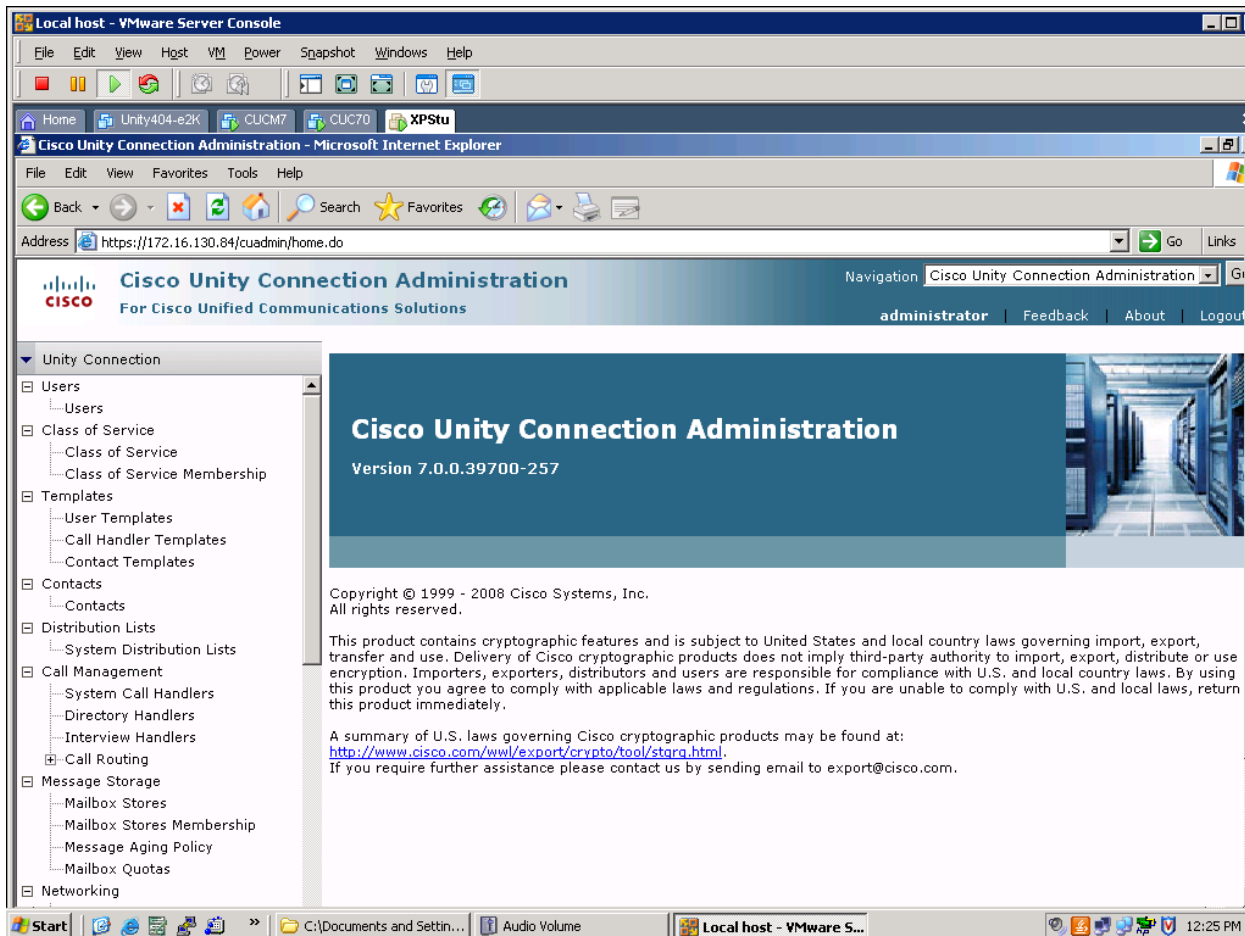 Local host - VMware Server Console
File Edit View Host VM Power Snapshot Windows Help
Home Unity404-e2K CUCM7 CUC70 XPStu
Cisco Unity Connection Administration - Microsoft Internet Explorer
File Edit View Favorites Tools Help
Back Search Favorites
Address https://172.16.130.84/cuadmin/home.do Go Links
CISCO
Cisco Unity Connection Administration
For Cisco Unified Communications Solutions
Navigation Cisco Unity Connection Administration
administrator | Feedback | About | Logout
Unity Connection
Users
Users
Class of Service
Class of Service
Class of Service Membership
Templates
User Templates
Call Handler Templates
Contact Templates
Contacts
Contacts
Distribution Lists
System Distribution Lists
Call Management
System Call Handlers
Directory Handlers
Interview Handlers
Call Routing
Message Storage
Mailbox Stores
Mailbox Stores Membership
Message Aging Policy
Mailbox Quotas
Networking
Cisco Unity Connection Administration
Version 7.0.0.39700-257
Copyright © 1999 - 2008 Cisco Systems, Inc.
All rights reserved.
This product contains cryptographic features and is subject to United States and local country laws governing import, export,
transfer and use. Delivery of Cisco cryptographic products does not imply third-party authority to import, export, distribute or use
encryption. Importers, exporters, distributors and users are responsible for compliance with U.S. and local country laws. By using
this product you agree to comply with applicable laws and regulations. If you are unable to comply with U.S. and local laws, return
this product immediately.
A summary of U.S. laws governing Cisco cryptographic products may be found at:
http://www.cisco.com/wwl/export/crypto/tool/stqrg.html.
If you require further assistance please contact us by sending email to export@cisco.com.
Start » C:\Documents and Settin... Audio Volume Local host - VMware S... 12:25 PM